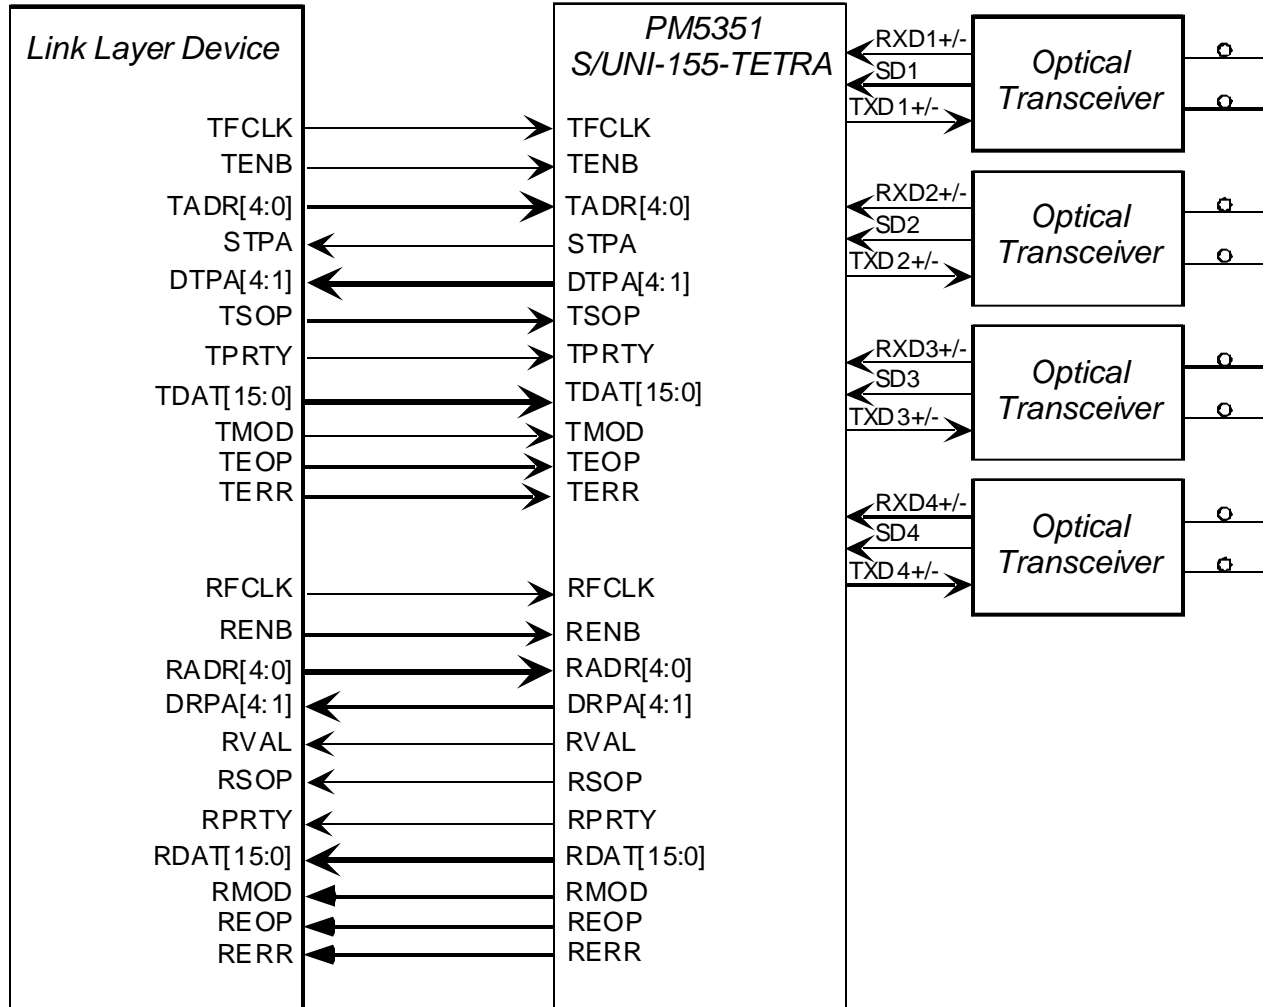 Link Layer Device
TFCLK
TENB
TADR[4:0]
STPA
DTPA[4:1]
TSOP
TPRTY
TDAT[15:0]
TMOD
TEOP
TERR
RFCLK
RENB
RADR[4:0]
DRPA[4:1]
RVAL
RSOP
RPRTY
RDAT[15:0]
RMOD
REOP
RERR
PM5351
S/UNI-155-TETRA
TFCLK
TENB
TADR[4:0]
STPA
DTPA[4:1]
TSOP
TPRTY
TDAT[15:0]
TMOD
TEOP
TERR
RFCLK
RENB
RADR[4:0]
DRPA[4:1]
RVAL
RSOP
RPRTY
RDAT[15:0]
RMOD
REOP
RERR
RXD1+/-
SD1
TXD1+/-
Optical
Transceiver
RXD2+/-
SD2
TXD2+/-
Optical
Transceiver
RXD3+/-
SD3
TXD3+/-
Optical
Transceiver
RXD4+/-
SD4
TXD4+/-
Optical
Transceiver